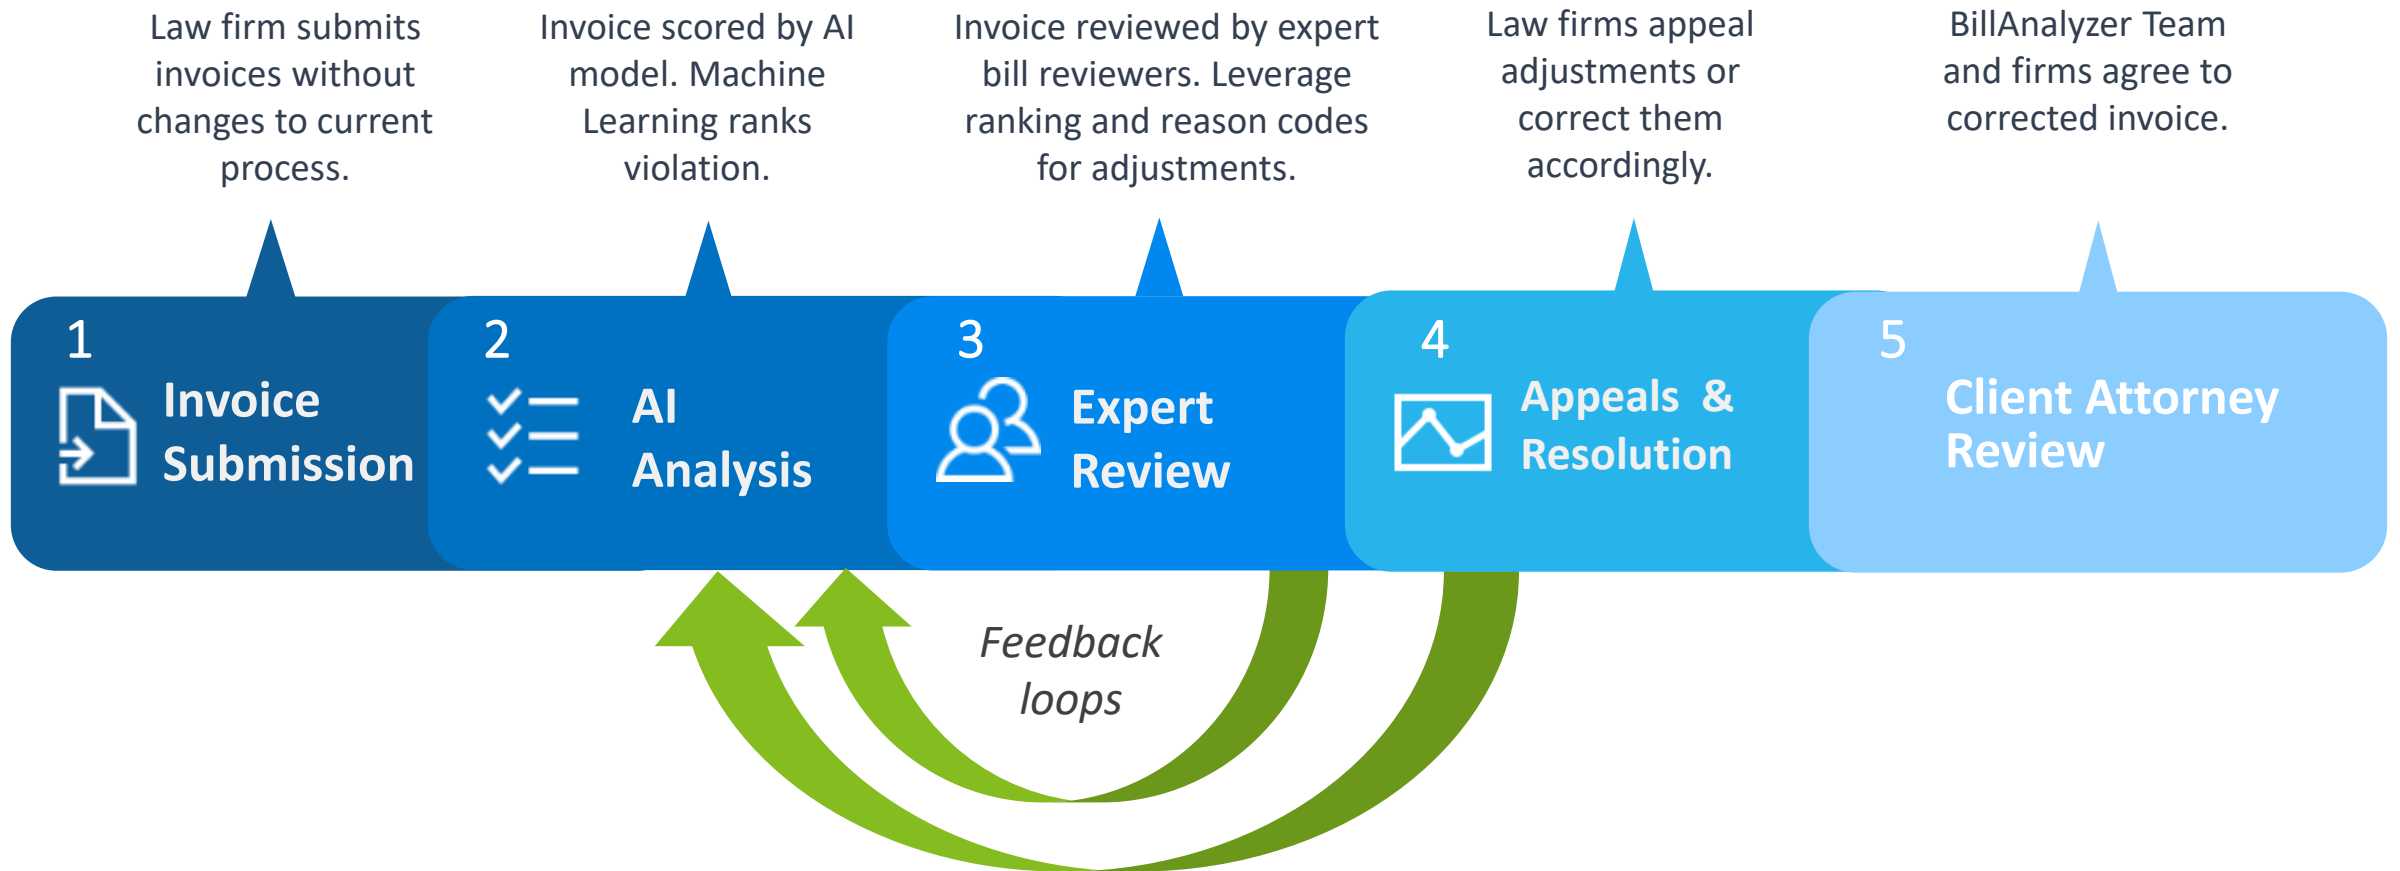 Law firm submits
invoices without
changes to current
process.
Invoice scored by AI
model. Machine
Learning ranks
violation.
Invoice reviewed by expert
bill reviewers. Leverage
ranking and reason codes
for adjustments.
Law firms appeal
adjustments or
correct them
accordingly.
BillAnalyzer Team
and firms agree to
corrected invoice.
1
Invoice
Submission
2
AI
Analysis
3
Expert
Review
4
Appeals &
Resolution
5
Client Attorney
Review
Feedback
loops